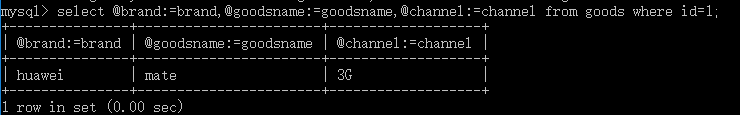 mysql> select @brand:=brand,@goodsname:=goodsname,@channel:=channel from goods where id=1;
+---------------+-----------------------+-------------------+
| @brand:=brand | @goodsname:=goodsname | @channel:=channel |
+---------------+-----------------------+-------------------+
| huawei | mate | 3G |
+---------------+-----------------------+-------------------+
1 row in set (0.00 sec)